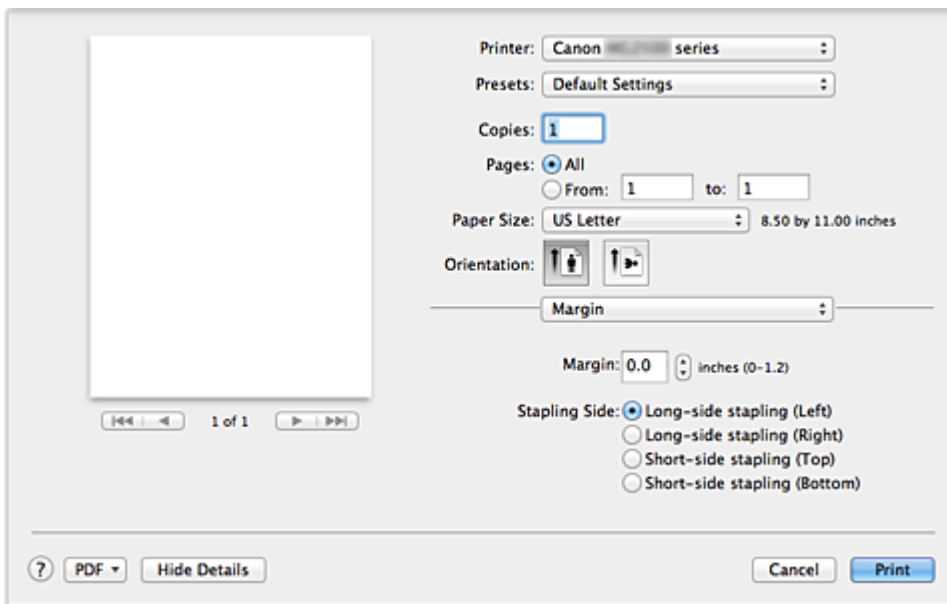 Printer: Canon series
Presets: Default Settings
Copies: 1
Pages: All
From: 1 to: 1
Paper Size: US Letter 8.50 by 11.00 inches
Orientation:
Margin
Margin: 0.0 inches (0-1.2)
1 of 1
Stapling Side: Long-side stapling (Left)
Long-side stapling (Right)
Short-side stapling (Top)
Short-side stapling (Bottom)
? PDF Hide Details Cancel Print